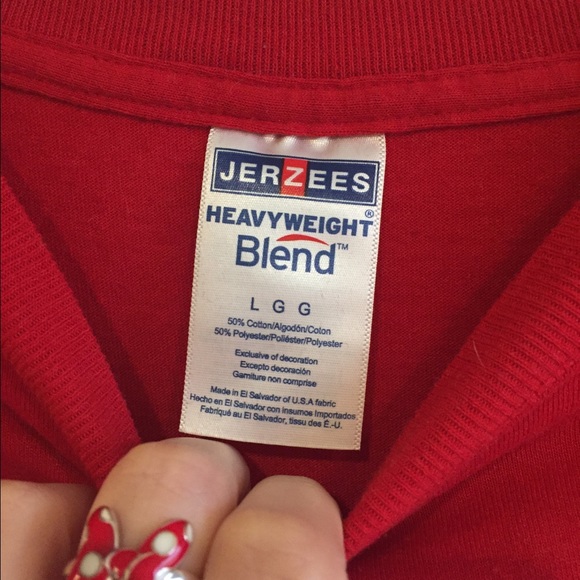 JERZEES
HEAVYWEIGHT®
Blend™
L G G
50% Cotton/Algodón/Coton
50% Polyester/Poliéster/Polyester
Exclusive of decoration
Excepto decoración
Garniture non comprise
Made in El Salvador of U.S.A fabric
Hecho en El Salvador con insumos Importados
Fabriqué au El Salvador, tissu des É.-U.